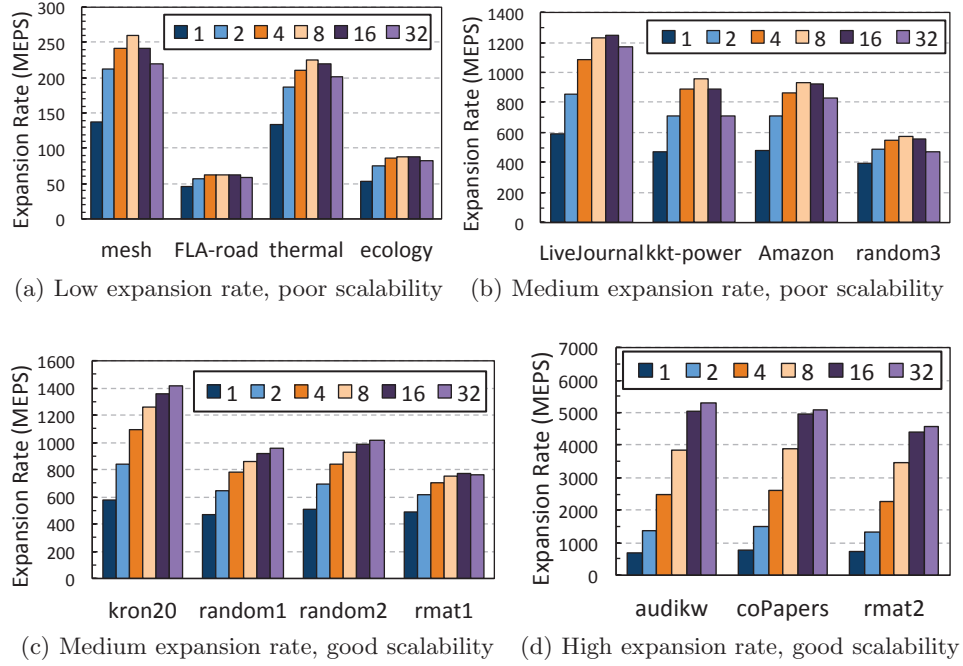 Expansion Rate (MEPS)
300
250
200
150
100
50
0
1 2 4 8 16 32
mesh FLA-road thermal ecology
(a) Low expansion rate, poor scalability
Expansion Rate (MEPS)
1400
1200
1000
800
600
400
200
0
1 2 4 8 16 32
LiveJournal kkt-power Amazon random3
(b) Medium expansion rate, poor scalability
Expansion Rate (MEPS)
1600
1400
1200
1000
800
600
400
200
0
1 2 4 8 16 32
kron20 random1 random2 rmat1
(c) Medium expansion rate, good scalability
Expansion Rate (MEPS)
7000
6000
5000
4000
3000
2000
1000
0
1 2 4 8 16 32
audikw coPapers rmat2
(d) High expansion rate, good scalability